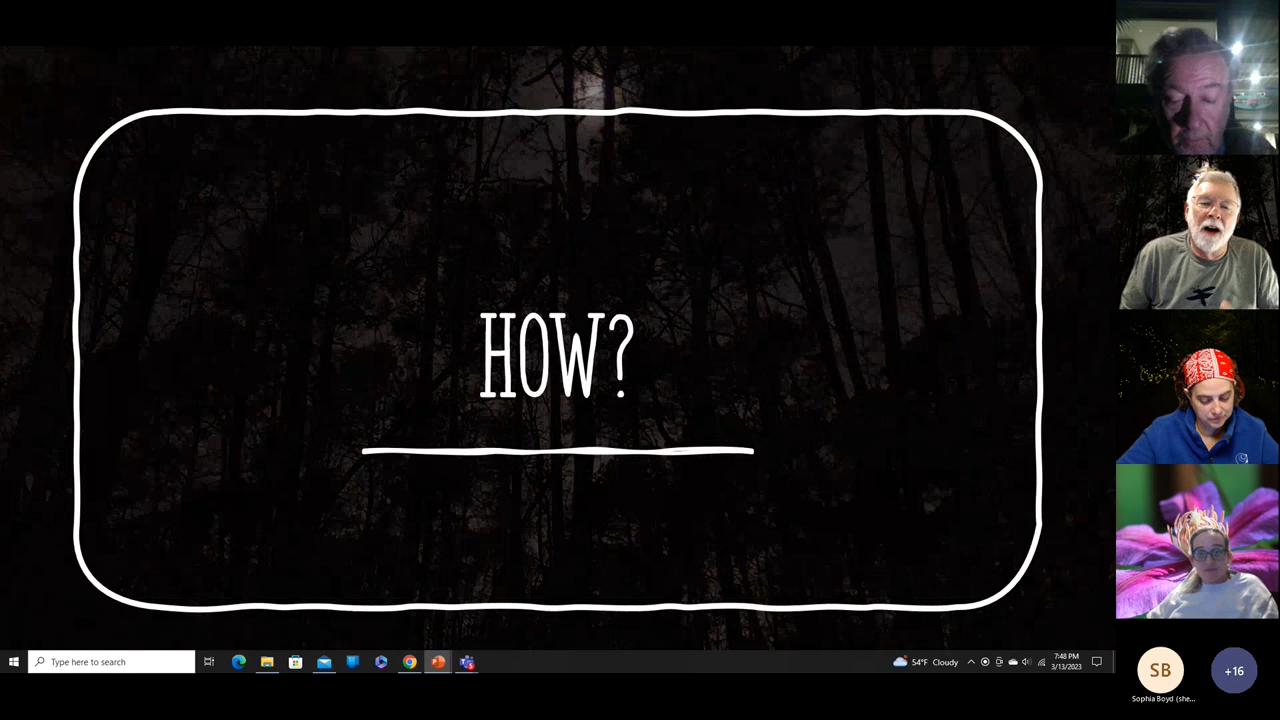 HOW?
Type here to search
54°F Cloudy
7:48 PM
3/13/2023
SB
+16
Sophia Boyd (she...